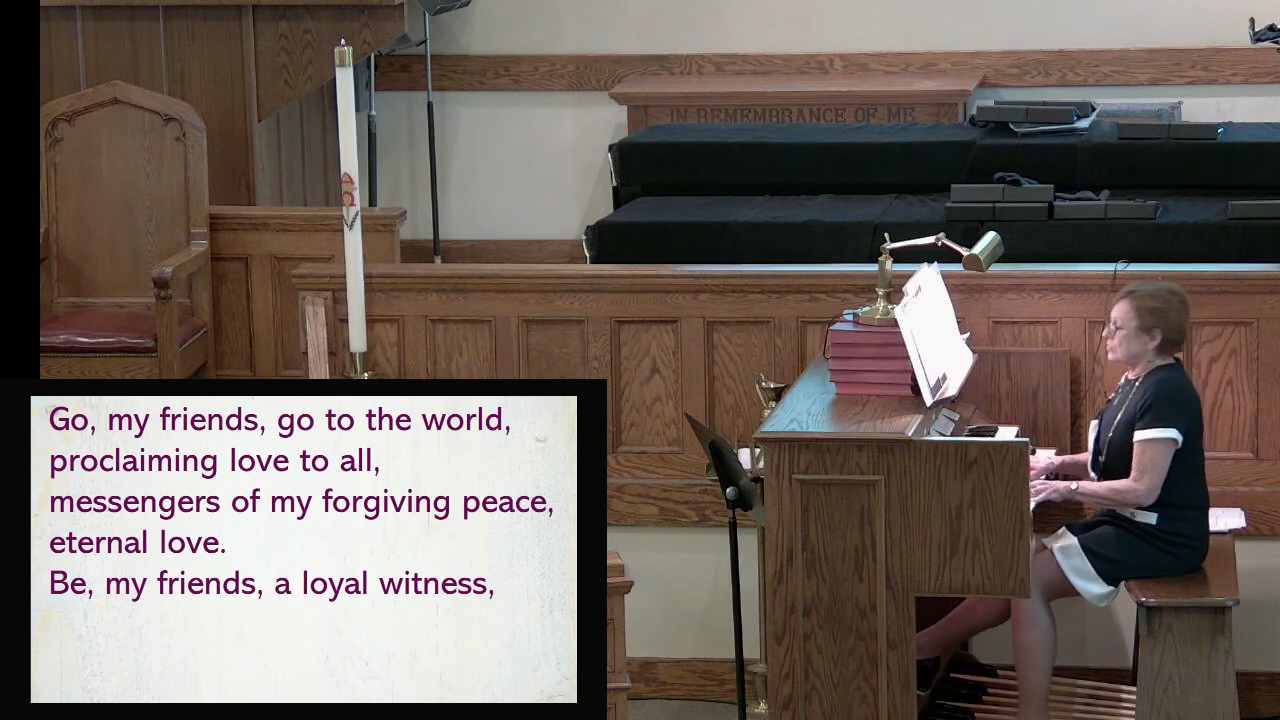 IN REMEMBRANCE OF ME
Go, my friends, go to the world,
proclaiming love to all,
messengers of my forgiving peace,
eternal love.
Be, my friends, a loyal witness,